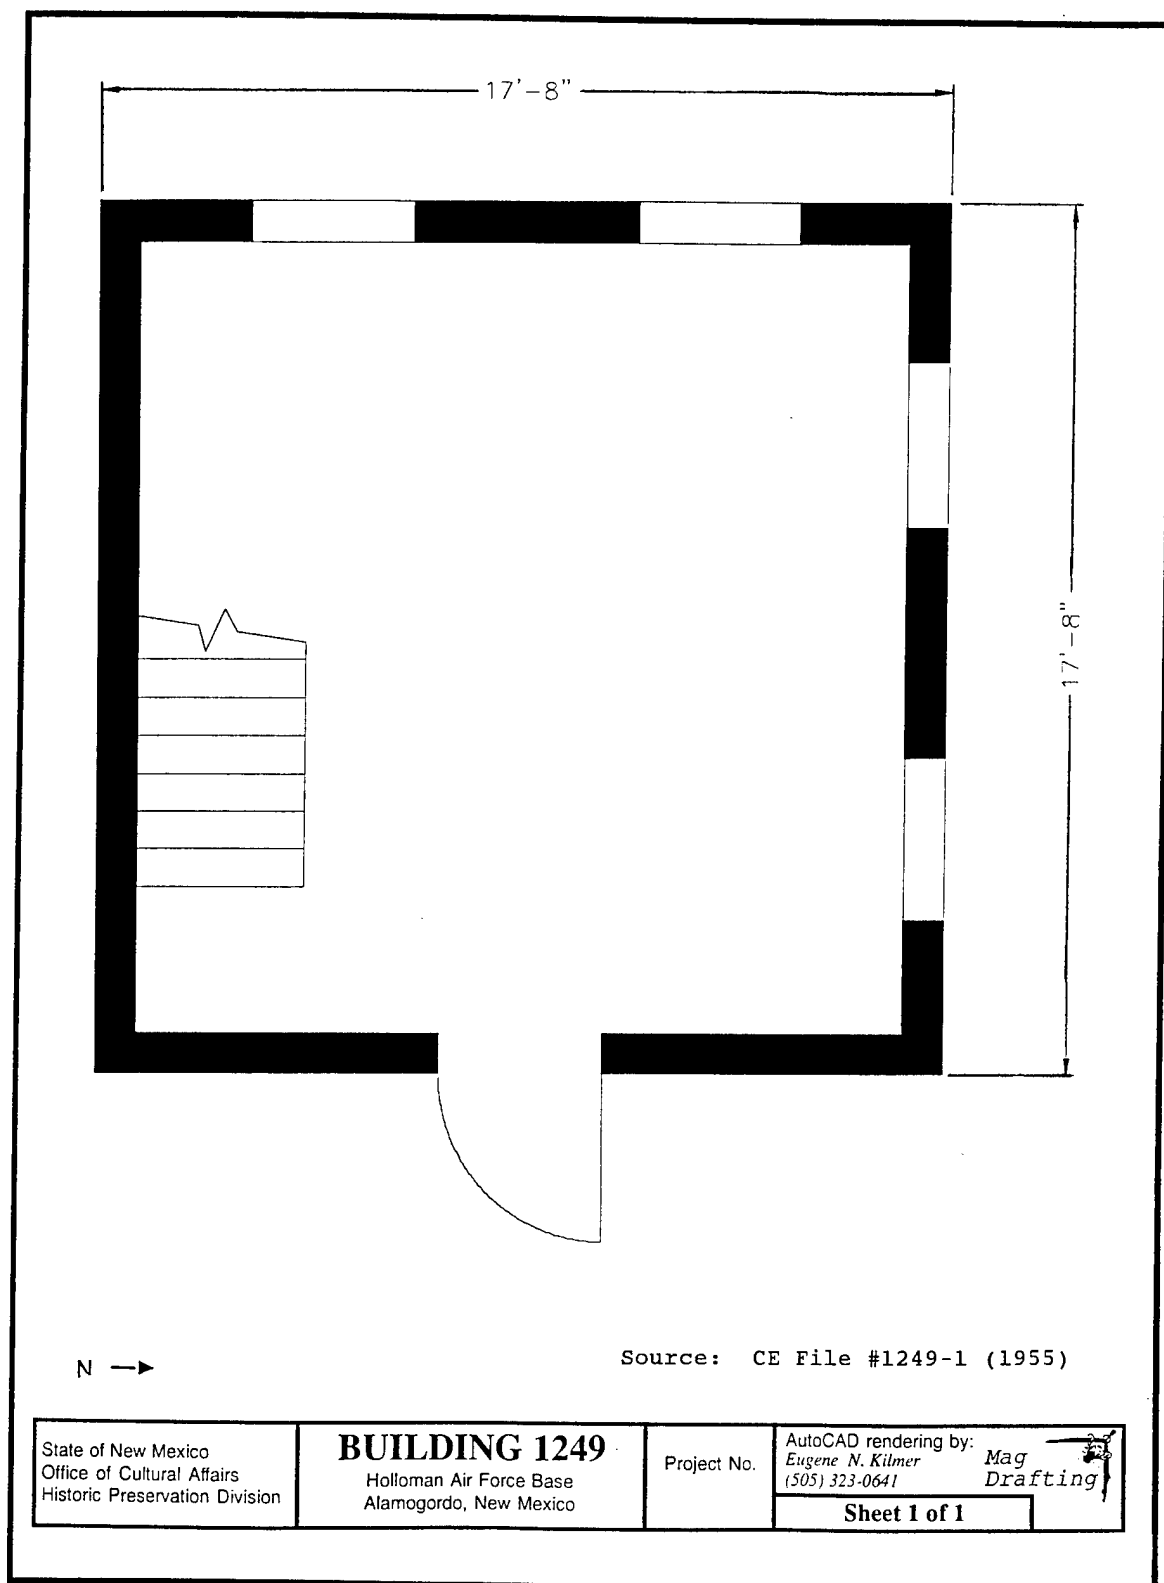 17'-8"
17'-8"
N
Source: CE File #1249-1 (1955)
State of New Mexico
Office of Cultural Affairs
Historic Preservation Division
BUILDING 1249
Holloman Air Force Base
Alamogordo, New Mexico
Project No.
AutoCAD rendering by:
Eugene N. Kilmer
(505) 323-0641
Mag
Drafting
Sheet 1 of 1